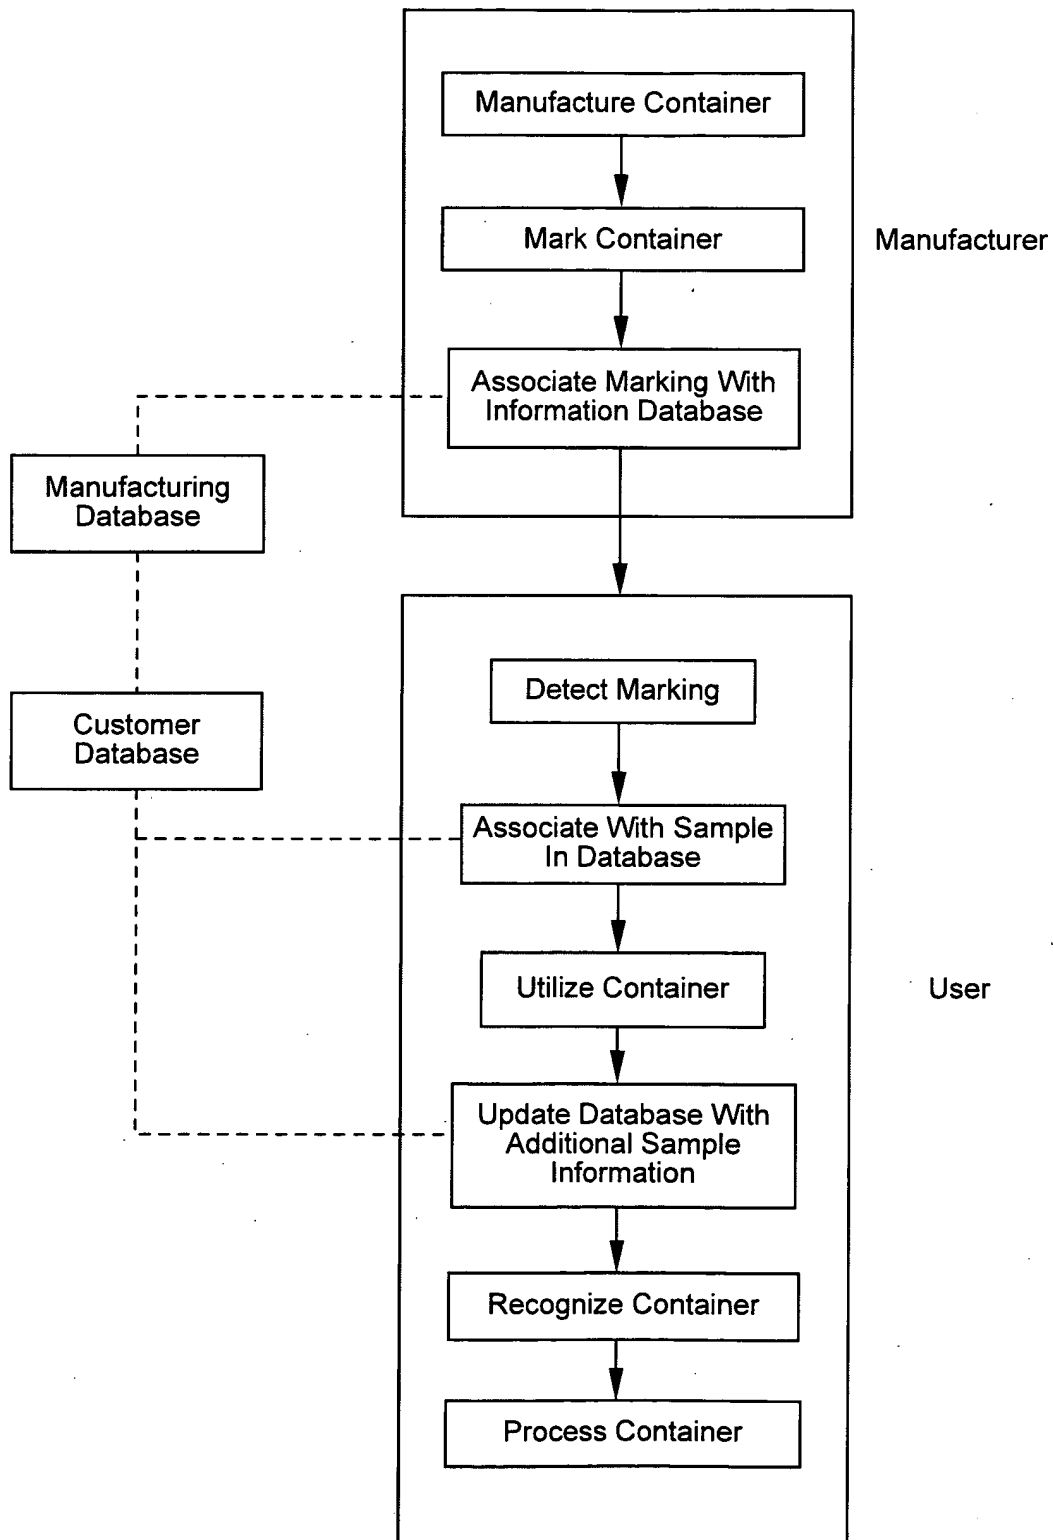 Manufacture Container
Mark Container
Manufacturer
Associate Marking With
Information Database
Manufacturing
Database
Detect Marking
Customer
Database
Associate With Sample
In Database
Utilize Container
User
Update Database With
Additional Sample
Information
Recognize Container
Process Container